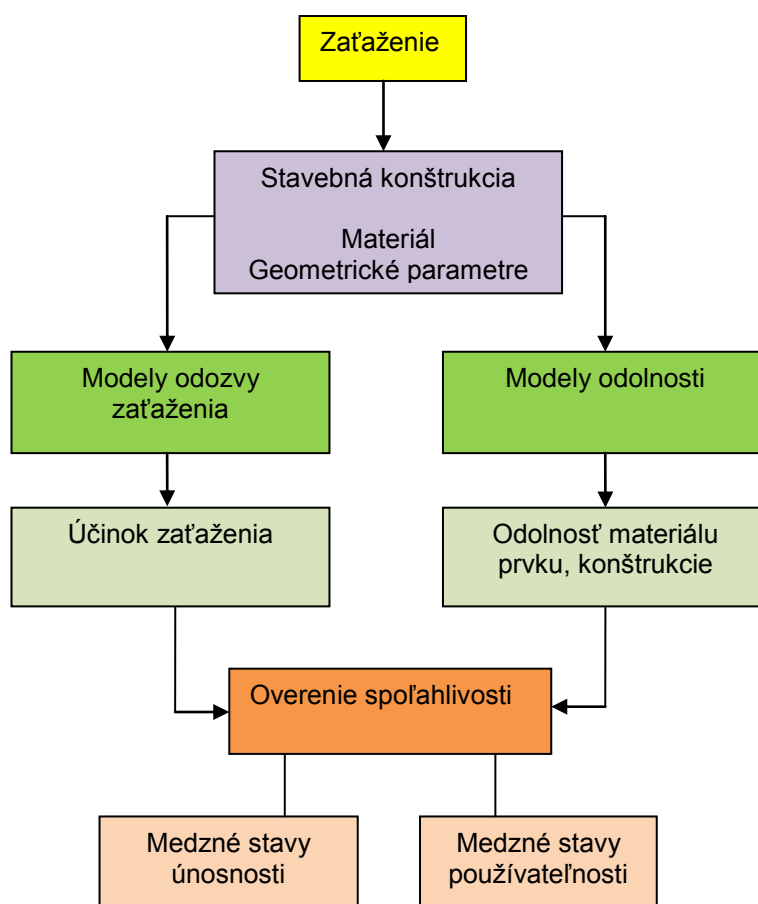 Zaťaženie
Stavebná konštrukcia
Materiál
Geometrické parametre
Modely odozvy
zaťaženia
Modely odolnosti
Účinok zaťaženia
Odolnosť materiálu
prvku, konštrukcie
Overenie spoľahlivosti
Medzné stavy
únosnosti
Medzné stavy
používateľnosti